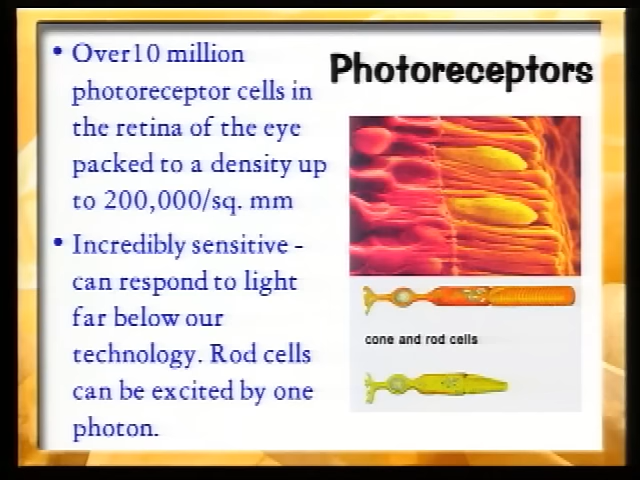 Photoreceptors
• Over10 million
photoreceptor cells in
the retina of the eye
packed to a density up
to 200,000/sq. mm
• Incredibly sensitive -
can respond to light
far below our
technology. Rod cells
can be excited by one
photon.
cone and rod cells